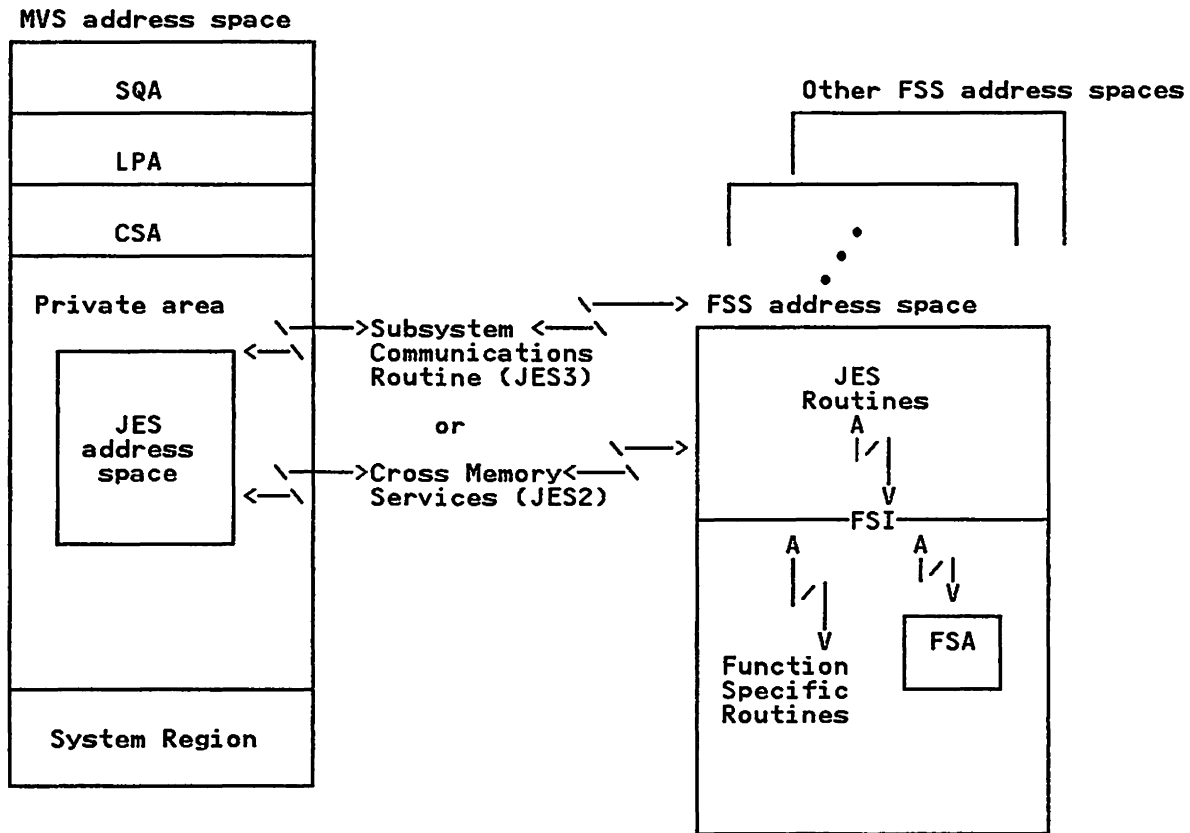 MVS address space
SQA
LPA
CSA
Private area
JES
address
space
System Region
Subsystem
Communications
Routine (JES3)
or
Cross Memory
Services (JES2)
Other FSS address spaces
FSS address space
JES
Routines
FSI
Function
Specific
Routines
FSA